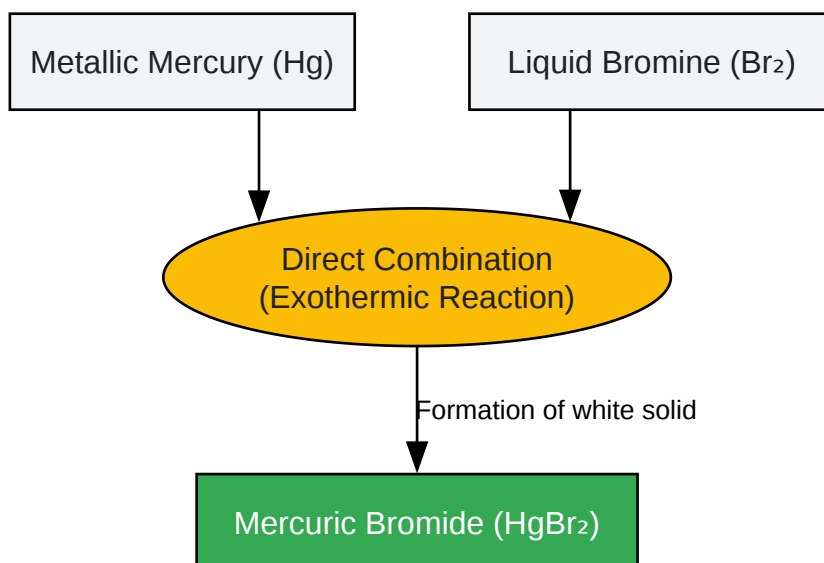 Metallic Mercury (Hg)
Liquid Bromine (Br₂)
Direct Combination
(Exothermic Reaction)
Formation of white solid
Mercuric Bromide (HgBr₂)